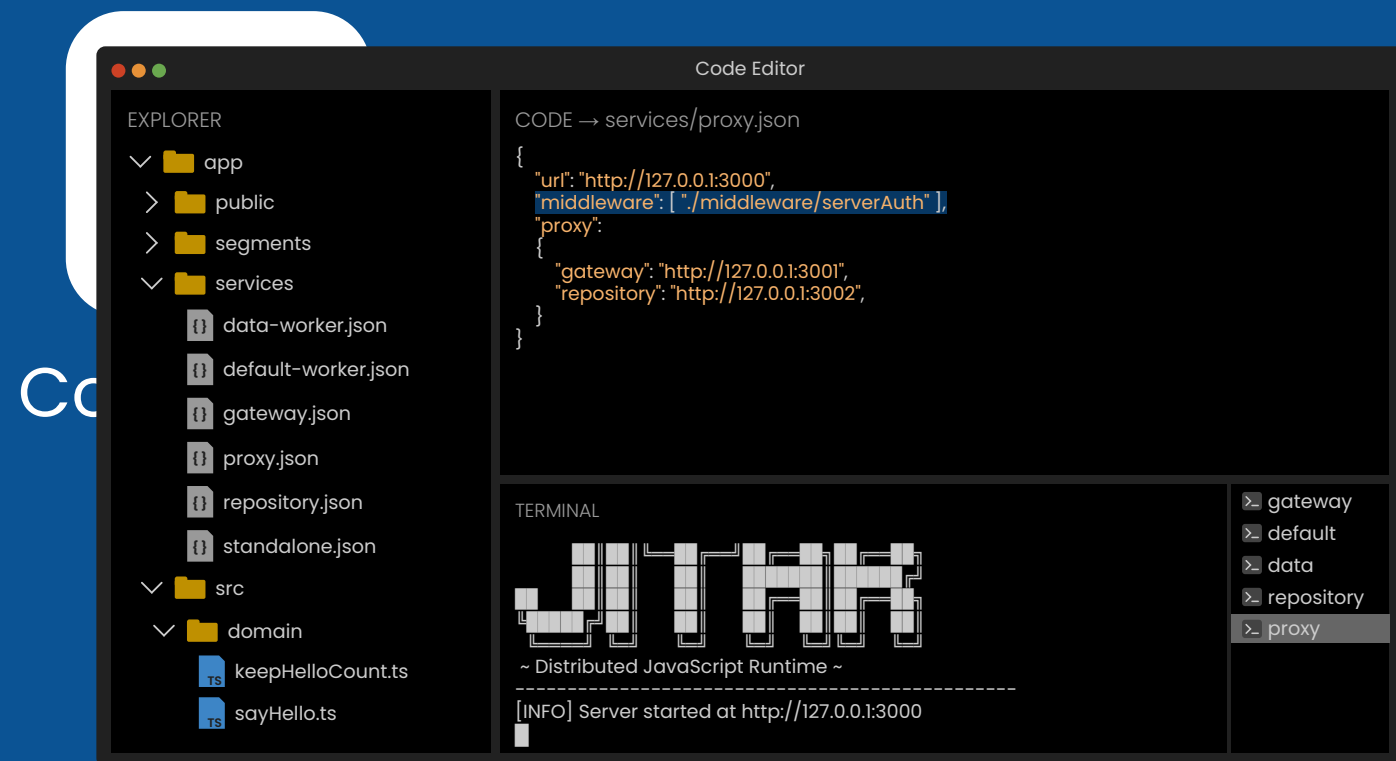 Code Editor
EXPLORER
app
public
segments
services
data-worker.json
default-worker.json
gateway.json
proxy.json
repository.json
standalone.json
src
domain
TS keepHelloCount.ts
TS sayHello.ts
CODE → services/proxy.json
{
"url": "http://127.0.0.1:3000",
"middleware": [ "./middleware/serverAuth" ],
"proxy":
{
"gateway": "http://127.0.0.1:3001",
"repository": "http://127.0.0.1:3002",
}
}
TERMINAL
JITAR
~ Distributed JavaScript Runtime ~
[INFO] Server started at http://127.0.0.1:3000
gateway
default
data
repository
proxy